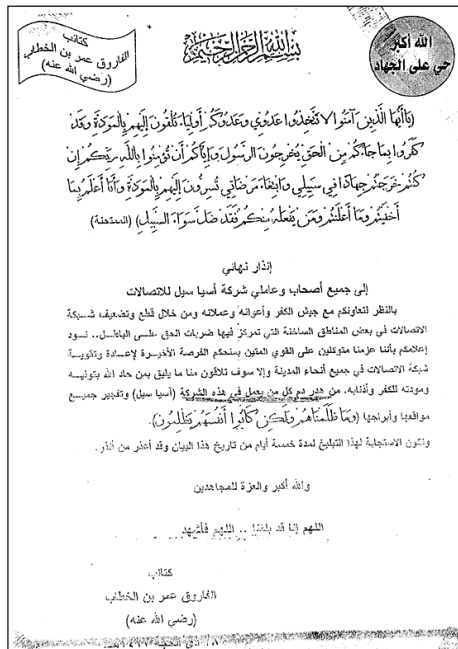 كتائب
الفاروق عمر بن الخطاب
(رضي الله عنه)
بسم الله الرحمن الرحيم
الله أكبر
حي على الجهاد
(يا أيها الذين آمنوا لا تتخذوا عدوي وعدوكم أولياء تلقون إليهم بالمودة وقد
كفروا بما جاءكم من الحق يخرجون الرسول وإياكم أن تؤمنوا بالله ربكم إن
كنتم خرجتم جهادا في سبيلي وابتغاء مرضاتي تسرون إليهم بالمودة وأنا أعلم بما
أخفيتم وما أعلنتم ومن يفعله منكم فقد ضل سواء السبيل) (الممتحنة)
إنذار نهائي
إلى جميع أصحاب وعاملي شركة أسيا سيل للاتصالات
بالنظر لتعاونكم مع جيش الكفر وأعوانه وعملائه ومن خلال قطع وتضعيف شبكة
الاتصالات في بعض المناطق الساخنة التي تمركز فيها ضربات الحق على الباطل.. نود
إعلامكم بأننا عزمنا متوكلين على القوي المتين بمنحكم الفرصة الأخيرة لإعادة وتقوية
شبكة الاتصالات في جميع أنحاء المدينة وإلا سوف تلاقون منا ما يليق بمن حاد الله بتوليه
ومودته للكفر وأذنابه. من هدر دم كل من يعمل في هذه الشركة (أسيا سيل) وتفجير جميع
مواقعها وأبراجها (وما ظلمناهم ولكن كانوا أنفسهم يظلمون).
وتكون الاستجابة لهذا التبليغ لمدة خمسة أيام من تاريخ هذا البيان وقد أعذر من أنذر.
والله أكبر والعزة للمجاهدين
اللهم إنا قد بلغنا .. اللهم فاشهد
كتائب
الفاروق عمر بن الخطاب
(رضي الله عنه)